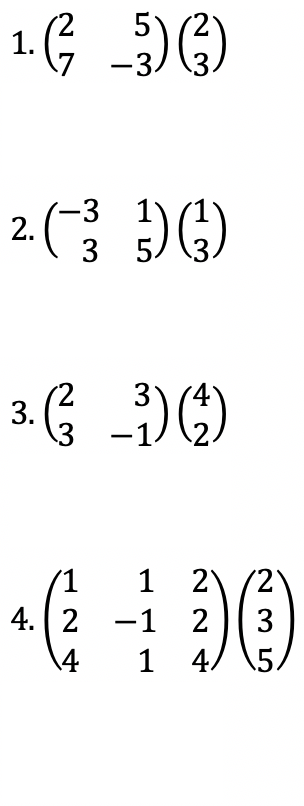 1. (2 5) (2)
(7 −3) (3)
2. (−3 1) (1)
(3 5) (3)
3. (2 3) (4)
(3 −1) (2)
4. (1 1 2) (2)
(2 −1 2) (3)
(4 1 4) (5)